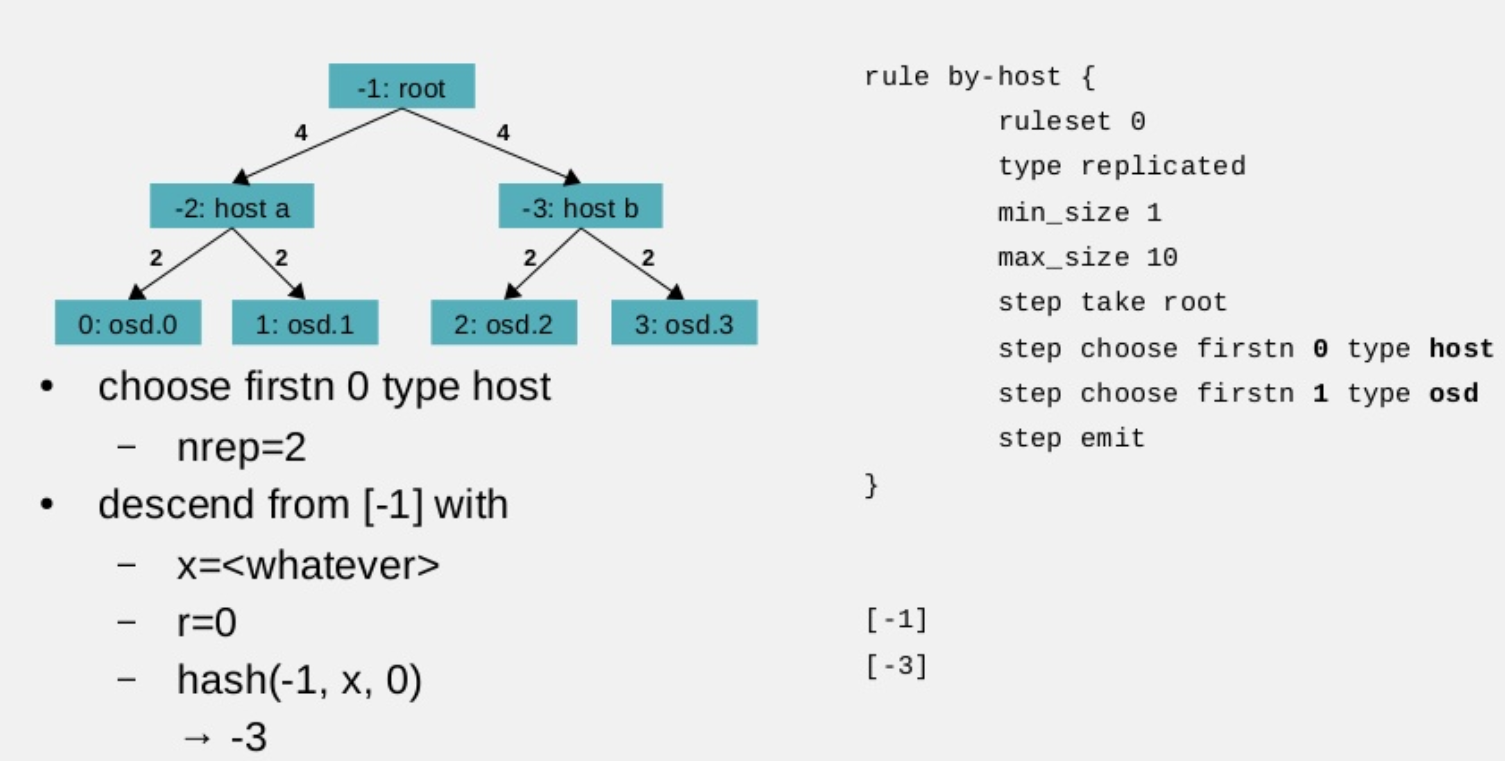 -1: root
4
4
-2: host a
-3: host b
2
2
2
2
0: osd.0
1: osd.1
2: osd.2
3: osd.3
• choose firstn 0 type host
– nrep=2
• descend from [-1] with
– x=<whatever>
– r=0
– hash(-1, x, 0)
→ -3
rule by-host {
ruleset 0
type replicated
min_size 1
max_size 10
step take root
step choose firstn 0 type host
step choose firstn 1 type osd
step emit
}
[-1]
[-3]